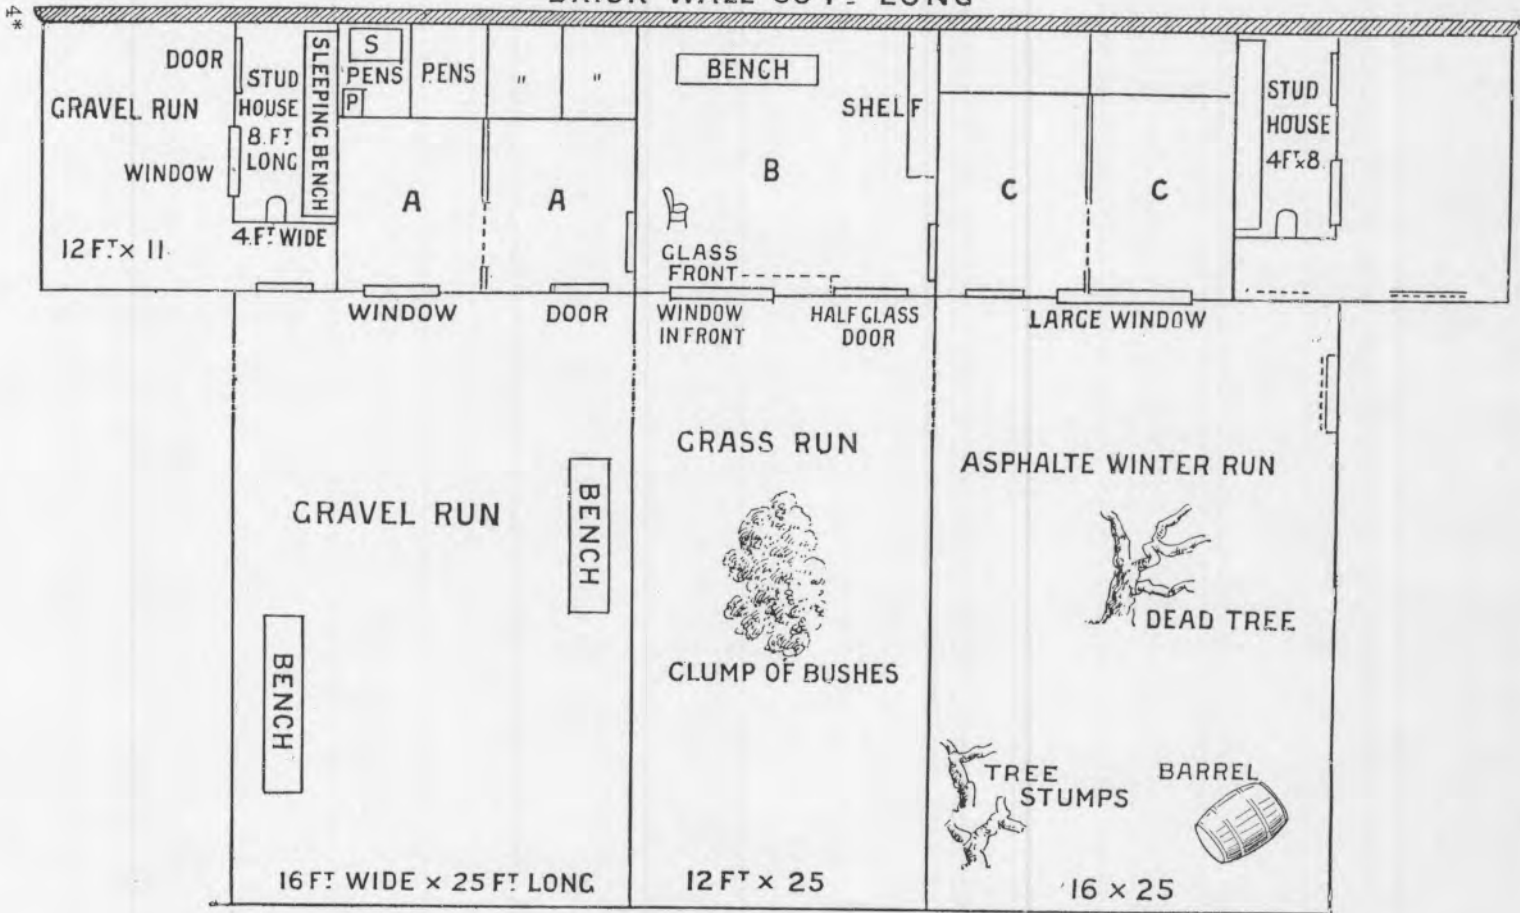 4*
LONG
DOOR
GRAVEL RUN
WINDOW
12 FT × 11
STUD
HOUSE
8.FT
LONG
4.FT WIDE
SLEEPING BENCH
S
PENS
P
PENS
"
"
A
A
BENCH
SHELF
B
GLASS
FRONT
C
C
STUD
HOUSE
4FT×8
WINDOW
DOOR
WINDOW
IN FRONT
HALF GLASS
DOOR
LARGE WINDOW
GRAVEL RUN
BENCH
BENCH
16 FT WIDE × 25 FT LONG
GRASS RUN
CLUMP OF BUSHES
12 FT × 25
ASPHALTE WINTER RUN
DEAD TREE
TREE
STUMPS
BARREL
16 × 25